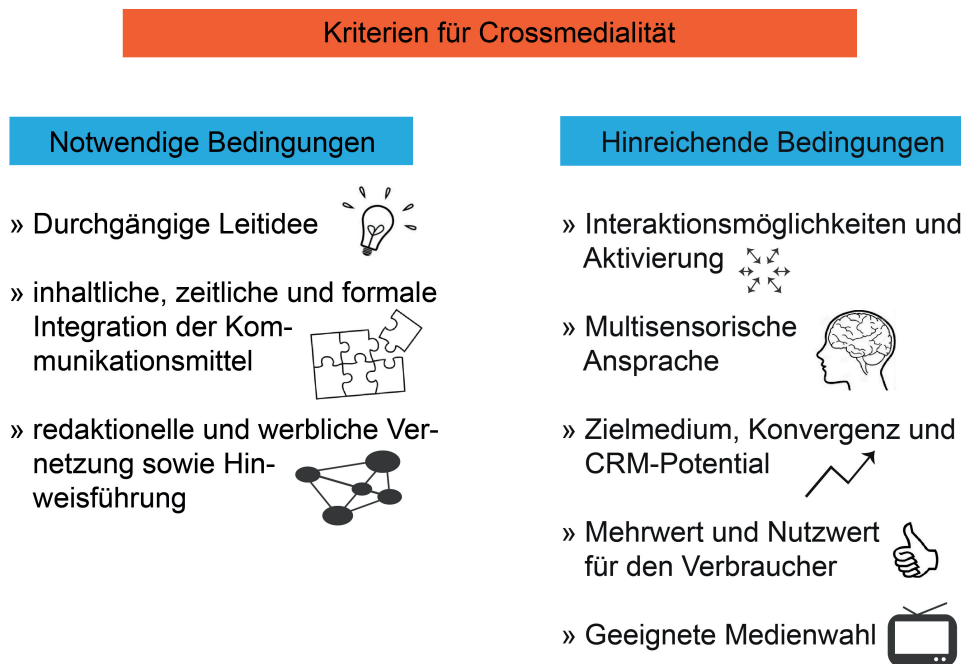 Kriterien für Crossmedialität
Notwendige Bedingungen
» Durchgängige Leitidee
» inhaltliche, zeitliche und formale
Integration der Kom-
munikationsmittel
» redaktionelle und werbliche Ver-
netzung sowie Hin-
weisführung
Hinreichende Bedingungen
» Interaktionsmöglichkeiten und
Aktivierung
» Multisensorische
Ansprache
» Zielmedium, Konvergenz und
CRM-Potential
» Mehrwert und Nutzwert
für den Verbraucher
» Geeignete Medienwahl